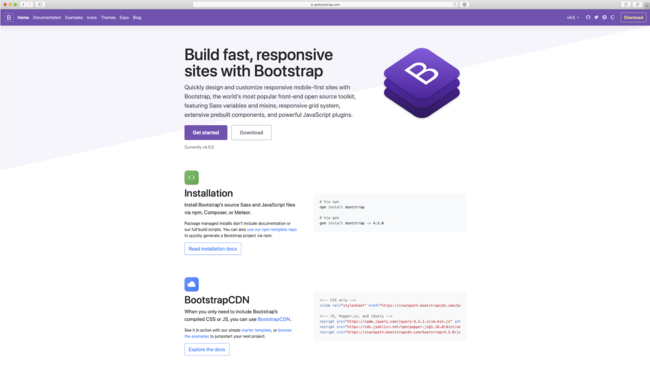 getbootstrap.com
B Home Documentation Examples Icons Themes Expo Blog v4.5 Download
Build fast, responsive
sites with Bootstrap
Quickly design and customize responsive mobile-first sites with
Bootstrap, the world's most popular front-end open source toolkit,
featuring Sass variables and mixins, responsive grid system,
extensive prebuilt components, and powerful JavaScript plugins.
Get started Download
Currently v4.5.0
B
Installation
Install Bootstrap's source Sass and JavaScript files
via npm, Composer, or Meteor.
Package managed installs don't include documentation or
our full build scripts. You can also use our npm template repo
to quickly generate a Bootstrap project via npm.
Read installation docs
# Via npm
npm install bootstrap
# Via gem
gem install bootstrap -v 4.5.0
BootstrapCDN
When you only need to include Bootstrap's
compiled CSS or JS, you can use BootstrapCDN.
See it in action with our simple starter template, or browse
the examples to jumpstart your next project.
Explore the docs
<!-- CSS only -->
<link rel="stylesheet" href="https://stackpath.bootstrapcdn.com/bo
<!-- JS, Popper.js, and jQuery -->
<script src="https://code.jquery.com/jquery-3.5.1.slim.min.js" int
<script src="https://cdn.jsdelivr.net/npm/popper.js@1.16.0/dist/um
<script src="https://stackpath.bootstrapcdn.com/bootstrap/4.5.0/js